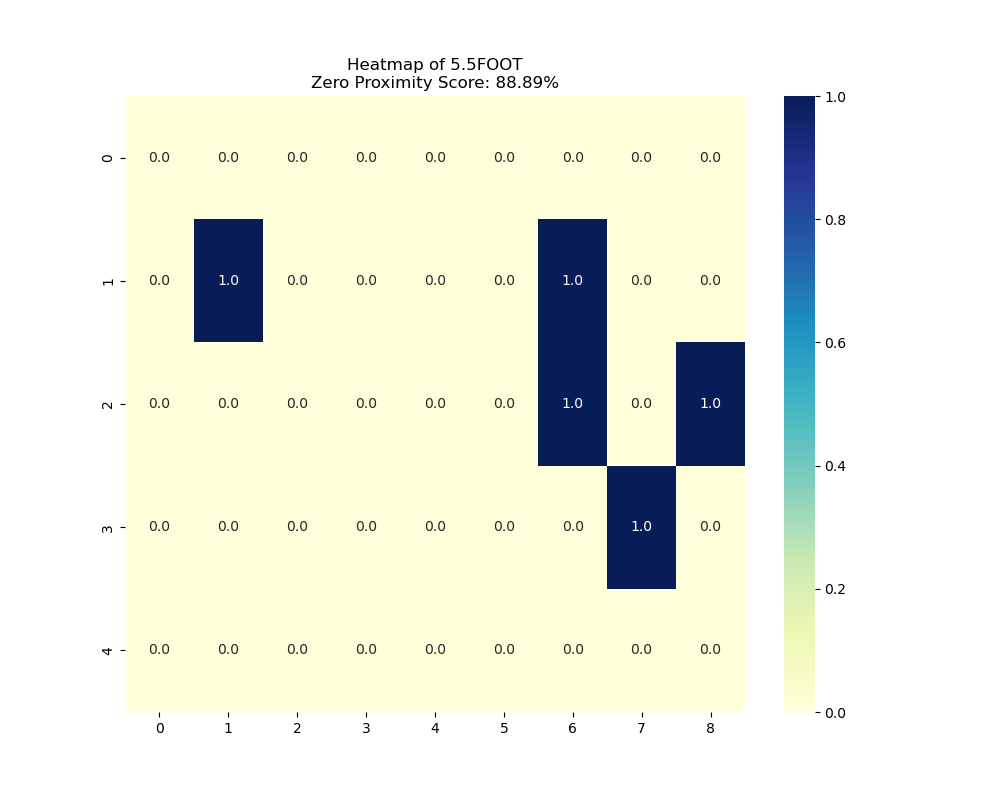 Heatmap of 5.5FOOT
Zero Proximity Score: 88.89%
0 0.0 0.0 0.0 0.0 0.0 0.0 0.0 0.0 0.0
1 0.0 1.0 0.0 0.0 0.0 0.0 1.0 0.0 0.0
2 0.0 0.0 0.0 0.0 0.0 0.0 1.0 0.0 1.0
3 0.0 0.0 0.0 0.0 0.0 0.0 0.0 1.0 0.0
4 0.0 0.0 0.0 0.0 0.0 0.0 0.0 0.0 0.0
0 1 2 3 4 5 6 7 8
1.0
0.8
0.6
0.4
0.2
0.0